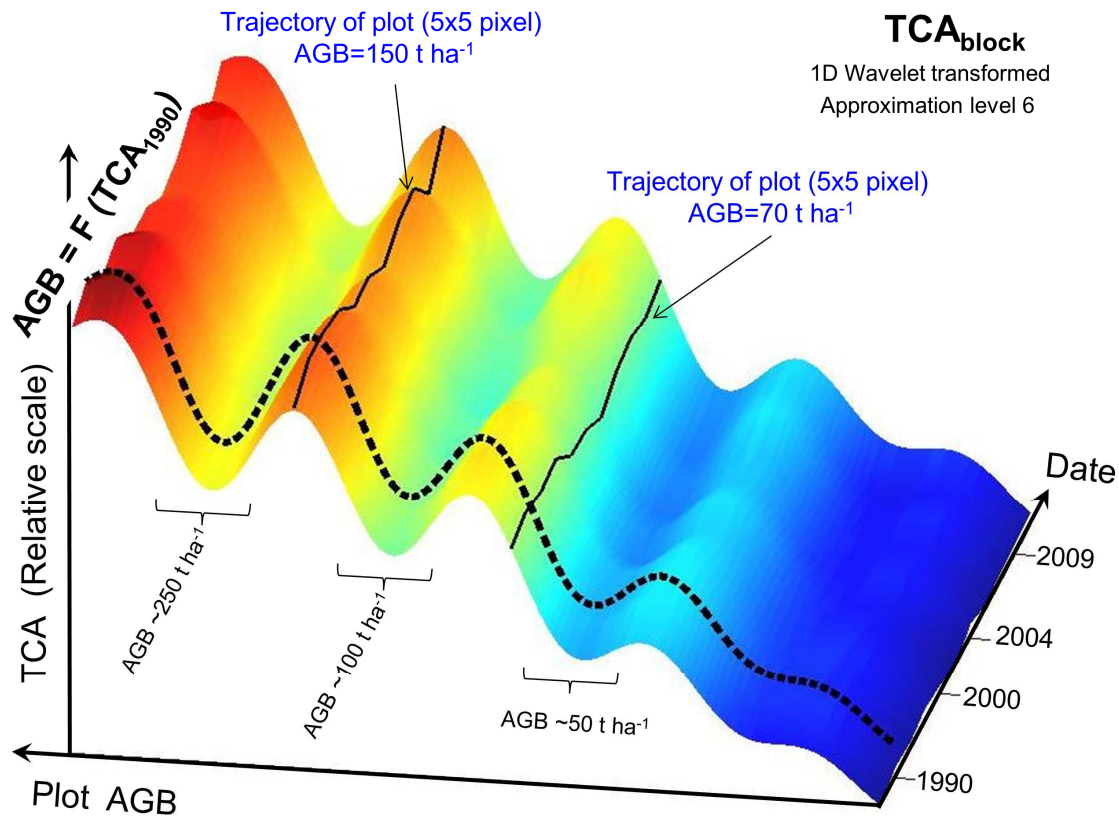 Trajectory of plot (5x5 pixel)
AGB=150 t ha⁻¹
TCA_block
1D Wavelet transformed
Approximation level 6
Trajectory of plot (5x5 pixel)
AGB=70 t ha⁻¹
AGB = F (TCA₁₉₉₀)
TCA (Relative scale)
AGB ~250 t ha⁻¹
AGB ~100 t ha⁻¹
AGB ~50 t ha⁻¹
Date
2009
2004
2000
1990
Plot AGB